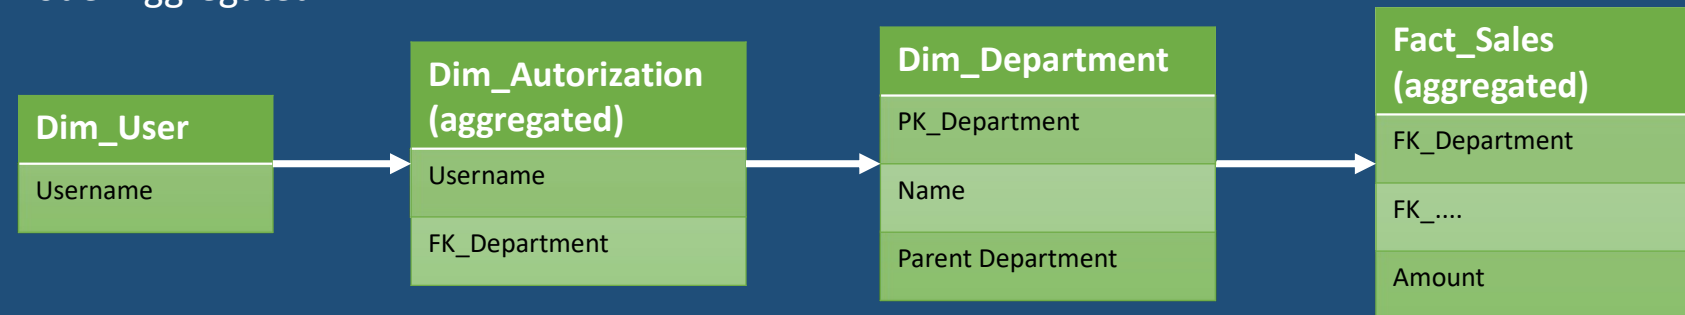 Dim_User
Username
Dim_Autorization
(aggregated)
Username
FK_Department
Dim_Department
PK_Department
Name
Parent Department
Fact_Sales
(aggregated)
FK_Department
FK_....
Amount